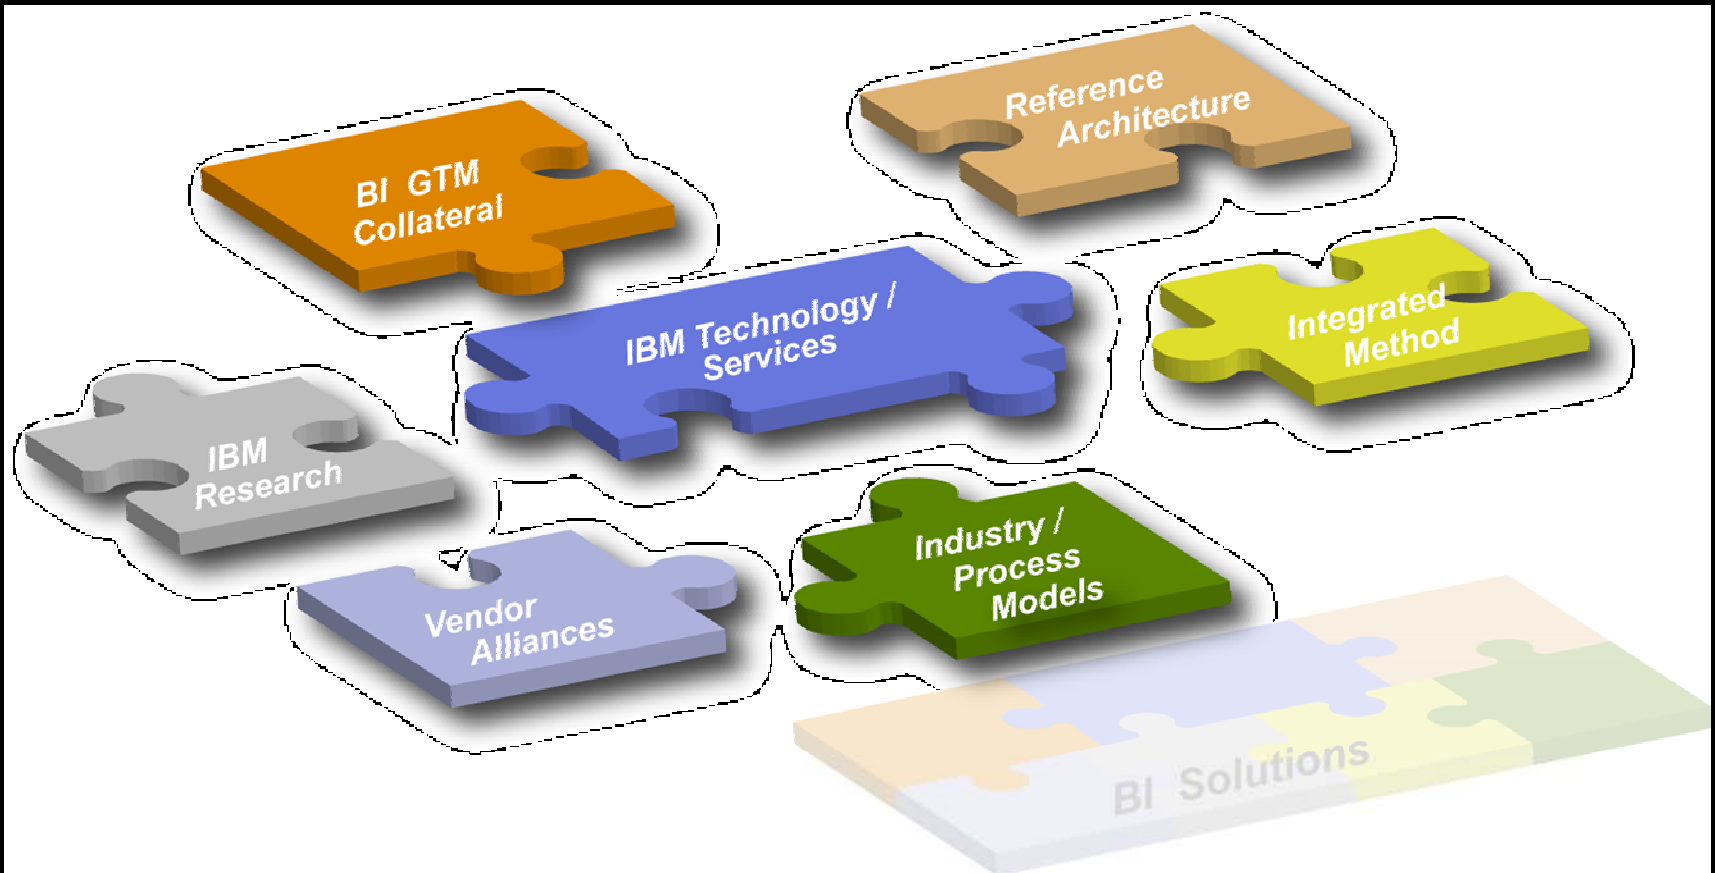 Reference
Architecture
BI GTM
Collateral
IBM Technology /
Services
Integrated
Method
IBM
Research
Industry /
Process
Models
Vendor
Alliances
BI Solutions